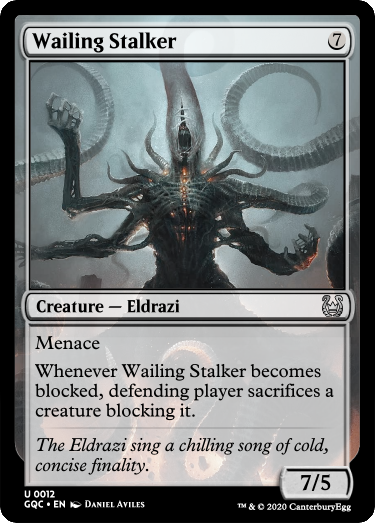 Wailing Stalker 7
Creature — Eldrazi
Menace
Whenever Wailing Stalker becomes
blocked, defending player sacrifices a
creature blocking it.
The Eldrazi sing a chilling song of cold,
concise finality.
7/5
U 0012
GQC • EN Daniel Aviles
™ & © 2020 CanterburyEgg